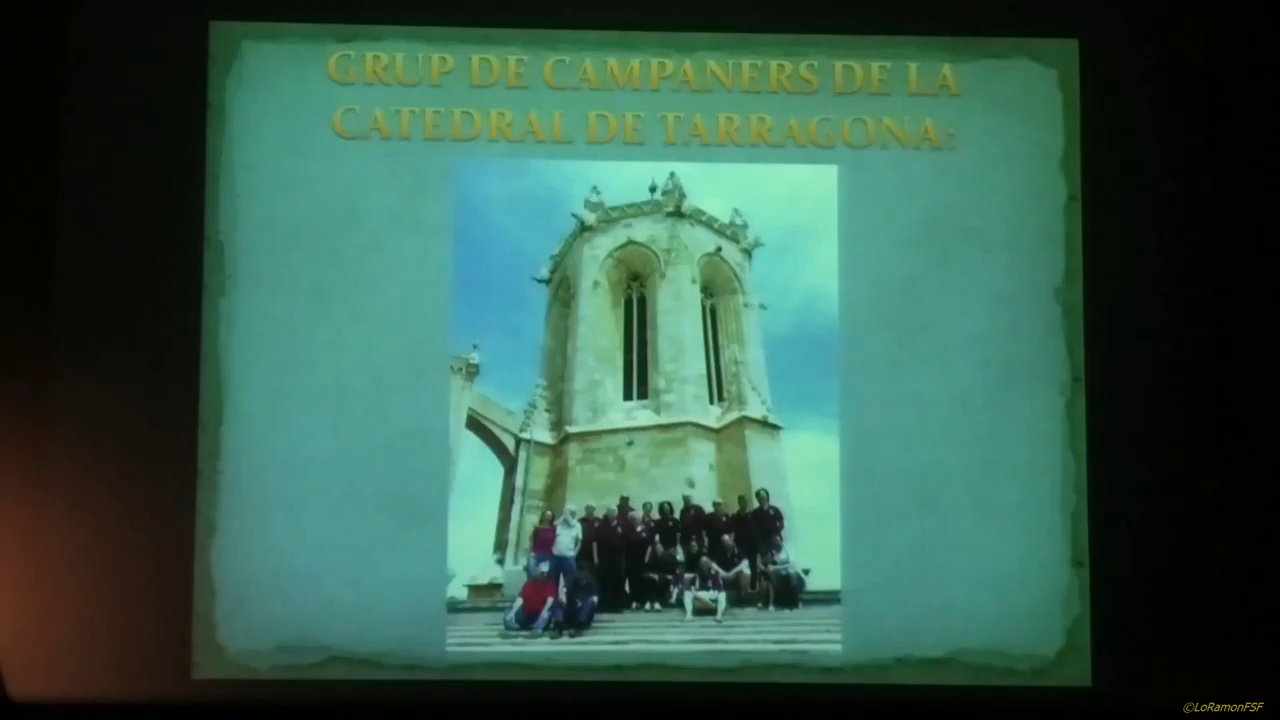 GRUP DE CAMPANERS DE LA
CATEDRAL DE TARRAGONA:
©LoRamonFSF